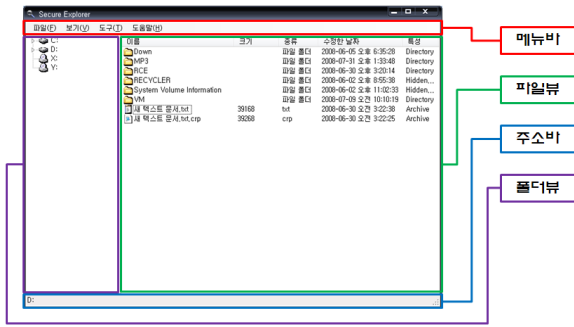 Secure Explorer
파일(F) 보기(V) 도구(T) 도움말(H)
C:
D:
X:
Y:
이름 크기 종류 수정한 날짜 특성
Down 파일 폴더 2008-06-05 오후 6:35:28 Directory
MP3 파일 폴더 2008-07-31 오후 1:33:48 Directory
RCE 파일 폴더 2008-06-30 오후 3:20:14 Directory
RECYCLER 파일 폴더 2008-06-02 오후 8:55:38 Hidden,...
System Volume Information 파일 폴더 2008-06-02 오후 11:02:33 Hidden,...
VM 파일 폴더 2008-07-09 오전 10:10:19 Directory
새 텍스트 문서.txt 39168 txt 2008-06-30 오전 3:22:38 Archive
새 텍스트 문서.txt.crp 39268 crp 2008-06-30 오전 3:22:25 Archive
D:
메뉴바
파일뷰
주소바
폴더뷰